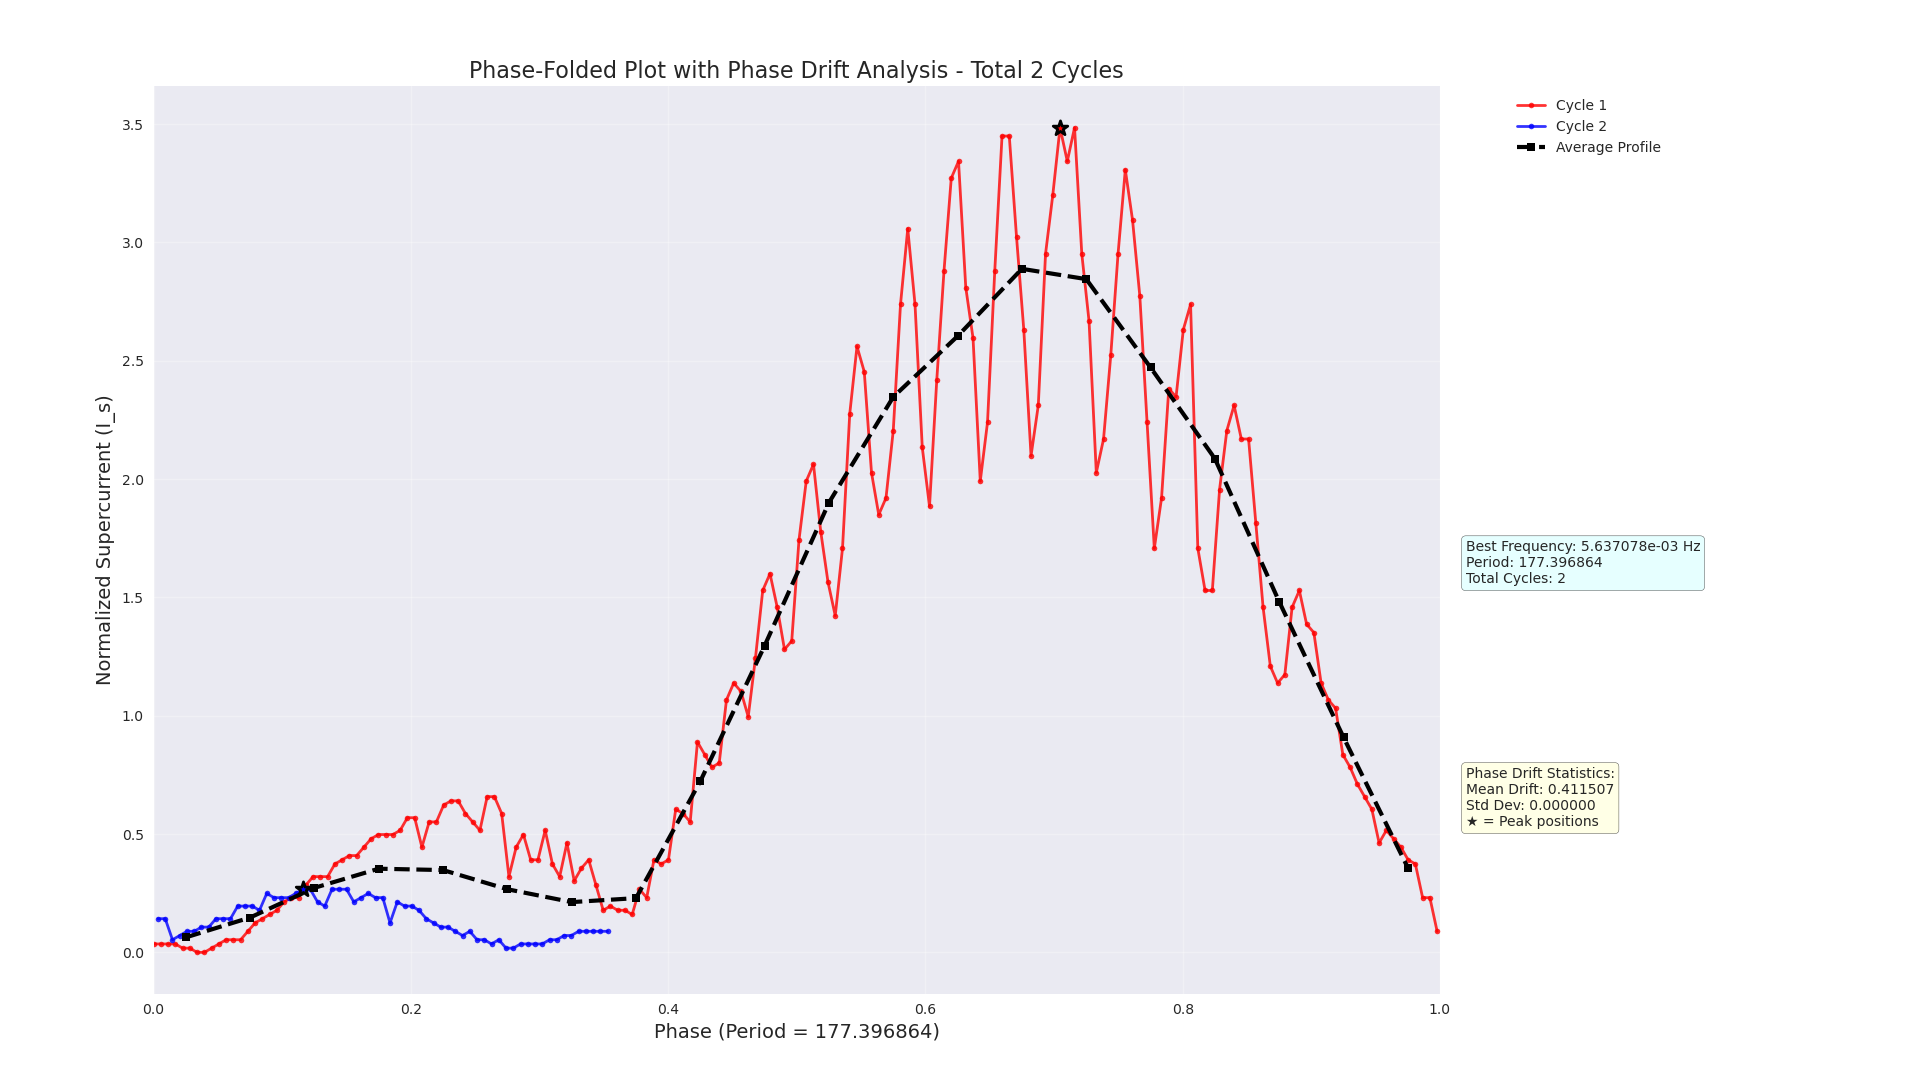 Phase-Folded Plot with Phase Drift Analysis - Total 2 Cycles
Normalized Supercurrent (I_s)
3.5
3.0
2.5
2.0
1.5
1.0
0.5
0.0
0.0 0.2 0.4 0.6 0.8 1.0
Phase (Period = 177.396864)
Cycle 1
Cycle 2
Average Profile
Best Frequency: 5.637078e-03 Hz
Period: 177.396864
Total Cycles: 2
Phase Drift Statistics:
Mean Drift: 0.411507
Std Dev: 0.000000
★ = Peak positions